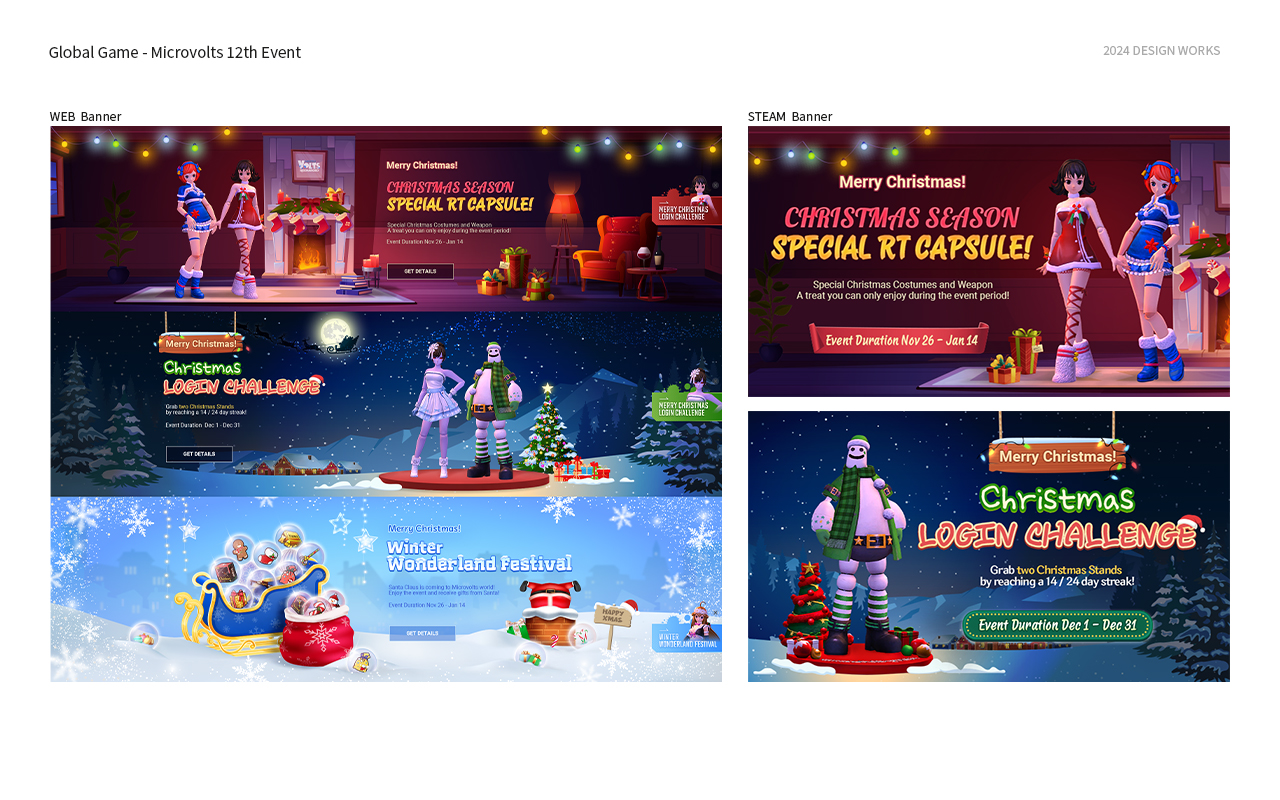 Global Game - Microvolts 12th Event
2024 DESIGN WORKS
WEB Banner
VOLTS
Merry Christmas!
CHRISTMAS SEASON
SPECIAL RT CAPSULE!
Special Christmas Costumes and Weapon
A treat you can only enjoy during the event period!
Event Duration Nov 26 - Jan 14
GET DETAILS
MERRY CHRISTMAS
LOGIN CHALLENGE
Merry Christmas!
Christmas
LOGIN CHALLENGE
Grab two Christmas Stands
by reaching a 14 / 24 day streak!
Event Duration Dec 1 - Dec 31
GET DETAILS
MERRY CHRISTMAS
LOGIN CHALLENGE
Merry Christmas!
Winter
Wonderland Festival
Santa Claus is coming to Microvolts world!
Enjoy the event and receive gifts from Santa!
Event Duration Nov 26 - Jan 14
GET DETAILS
HAPPY
XMAS
WINTER
WONDERLAND FESTIVAL
STEAM Banner
Merry Christmas!
CHRISTMAS SEASON
SPECIAL RT CAPSULE!
Special Christmas Costumes and Weapon
A treat you can only enjoy during the event period!
Event Duration Nov 26 - Jan 14
Merry Christmas!
Christmas
LOGIN CHALLENGE
Grab two Christmas Stands
by reaching a 14 / 24 day streak!
Event Duration Dec 1 - Dec 31